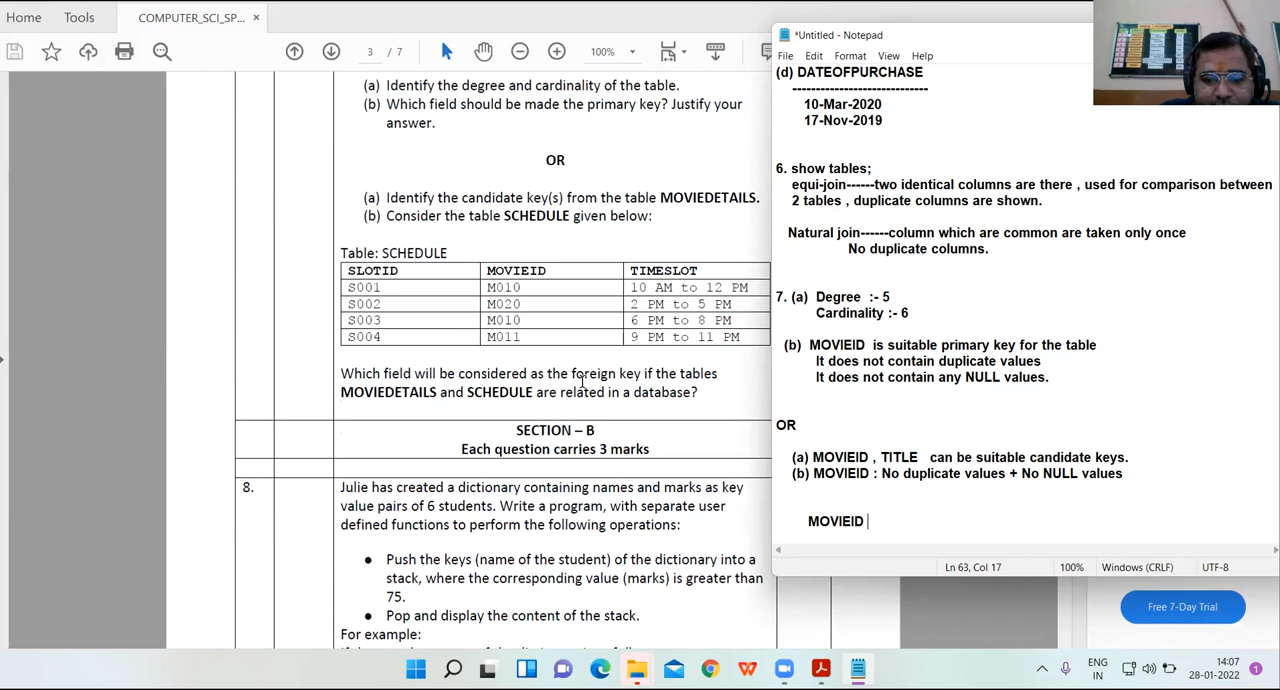 Home Tools COMPUTER_SCI_SP... ×
3 / 7 100%
(a) Identify the degree and cardinality of the table.
(b) Which field should be made the primary key? Justify your
answer.
OR
(a) Identify the candidate key(s) from the table MOVIEDETAILS.
(b) Consider the table SCHEDULE given below:
Table: SCHEDULE
SLOTID MOVIEID TIMESLOT
S001 M010 10 AM to 12 PM
S002 M020 2 PM to 5 PM
S003 M010 6 PM to 8 PM
S004 M011 9 PM to 11 PM
Which field will be considered as the foreign key if the tables
MOVIEDETAILS and SCHEDULE are related in a database?
SECTION – B
Each question carries 3 marks
8. Julie has created a dictionary containing names and marks as key
value pairs of 6 students. Write a program, with separate user
defined functions to perform the following operations:
● Push the keys (name of the student) of the dictionary into a
stack, where the corresponding value (marks) is greater than
75.
● Pop and display the content of the stack.
For example:
*Untitled - Notepad
File Edit Format View Help
(d) DATEOFPURCHASE
----------------------------
10-Mar-2020
17-Nov-2019
6. show tables;
equi-join------two identical columns are there , used for comparison between
2 tables , duplicate columns are shown.
Natural join------column which are common are taken only once
No duplicate columns.
7. (a) Degree :- 5
Cardinality :- 6
(b) MOVIEID is suitable primary key for the table
It does not contain duplicate values
It does not contain any NULL values.
OR
(a) MOVIEID , TITLE can be suitable candidate keys.
(b) MOVIEID : No duplicate values + No NULL values
MOVIEID
Ln 63, Col 17 100% Windows (CRLF) UTF-8
Free 7-Day Trial
ENG
IN
14:07
28-01-2022
1